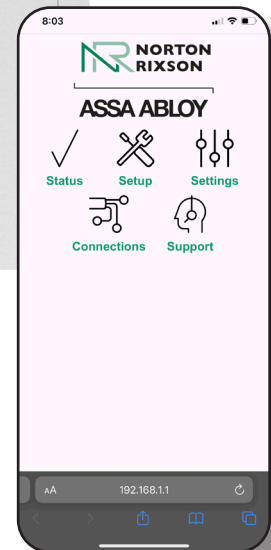 8:03
NORTON
RIXSON
ASSA ABLOY
Status Setup Settings
Connections Support
AA 192.168.1.1